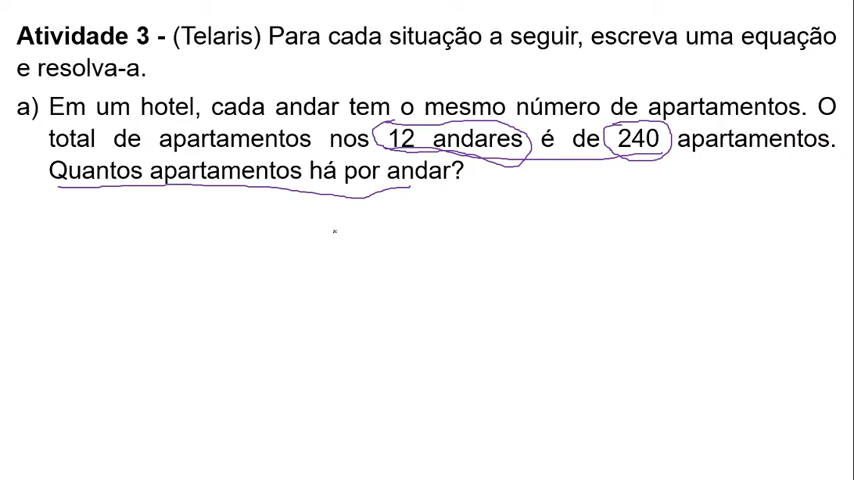 Atividade 3 - (Telaris) Para cada situação a seguir, escreva uma equação
e resolva-a.
a) Em um hotel, cada andar tem o mesmo número de apartamentos. O
total de apartamentos nos 12 andares é de 240 apartamentos.
Quantos apartamentos há por andar?